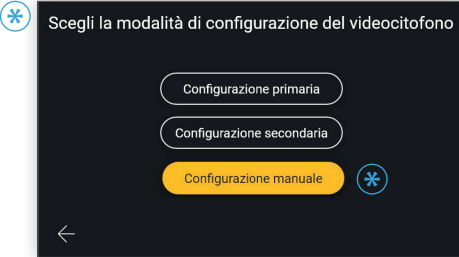 Scegli la modalità di configurazione del videocitofono
Configurazione primaria
Configurazione secondaria
Configurazione manuale